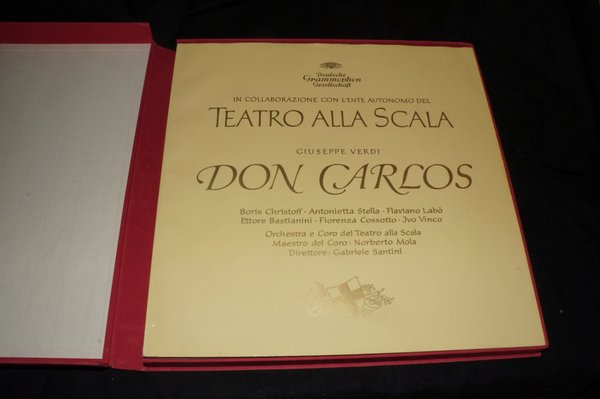 Deutsche
Grammophon
Gesellschaft
IN COLLABORAZIONE CON L'ENTE AUTONOMO DEL
TEATRO ALLA SCALA
GIUSEPPE VERDI
DON CARLOS
Boris Christoff · Antonietta Stella · Flaviano Labò
Ettore Bastianini · Fiorenza Cossotto · Jvo Vinco
Orchestra e Coro del Teatro alla Scala
Maestro del Coro: Norberto Mola
Direttore · Gabriele Santini